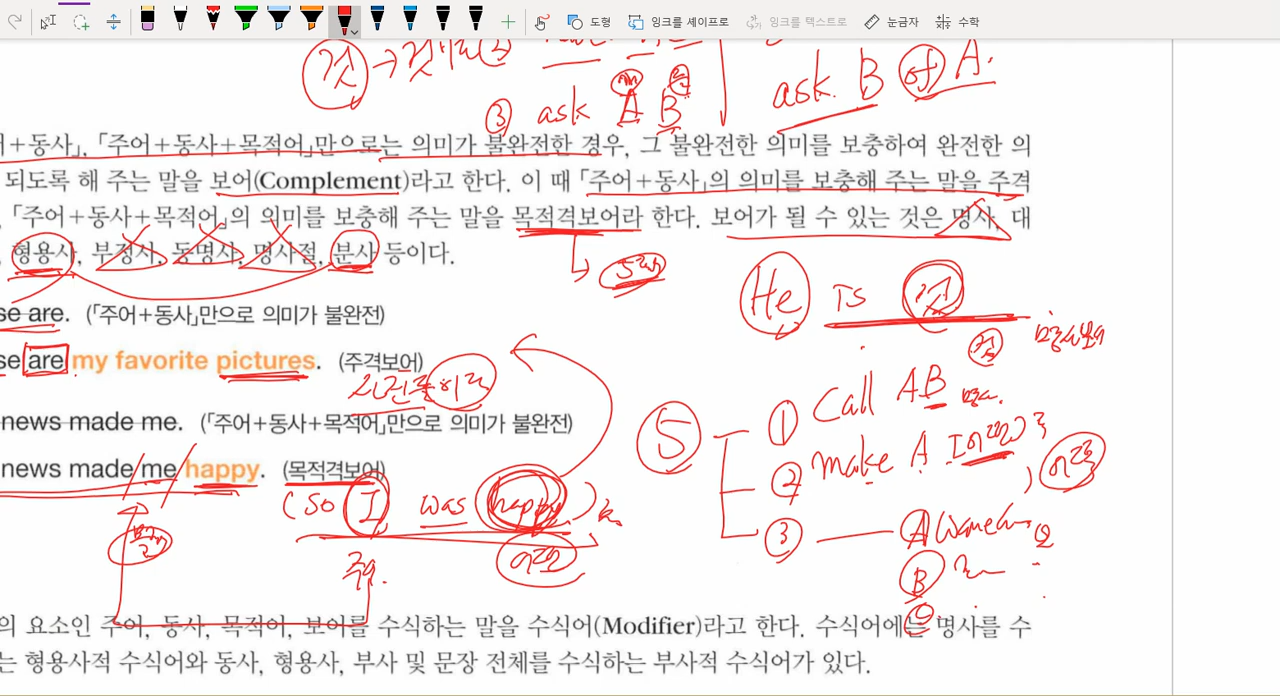 도형 잉크를 셰이프로 잉크를 텍스트로 눈금자 수학
것 →
③ ask A B
ask B of A.
어+동사」, 「주어+동사+목적어」만으로는 의미가 불완전한 경우, 그 불완전한 의미를 보충하여 완전한 의
되도록 해 주는 말을 보어(Complement)라고 한다. 이 때 「주어+동사」의 의미를 보충해 주는 말을 주격
, 「주어+동사+목적어」의 의미를 보충해 주는 말을 목적격보어라 한다. 보어가 될 수 있는 것은 명사, 대
형용사, 부정사, 동명사, 명사절, 분사 등이다.
He is 것
se are. (「주어+동사」만으로 의미가 불완전)
se are my favorite pictures. (주격보어)
news made me. (「주어+동사+목적어」만으로 의미가 불완전)
news made me happy. (목적격보어)
(so I was happy)
주어.
⑤
① call A B
② make A
③ A
B
의 요소인 주어, 동사, 목적어, 보어를 수식하는 말을 수식어(Modifier)라고 한다. 수식어에는 명사를 수
는 형용사적 수식어와 동사, 형용사, 부사 및 문장 전체를 수식하는 부사적 수식어가 있다.